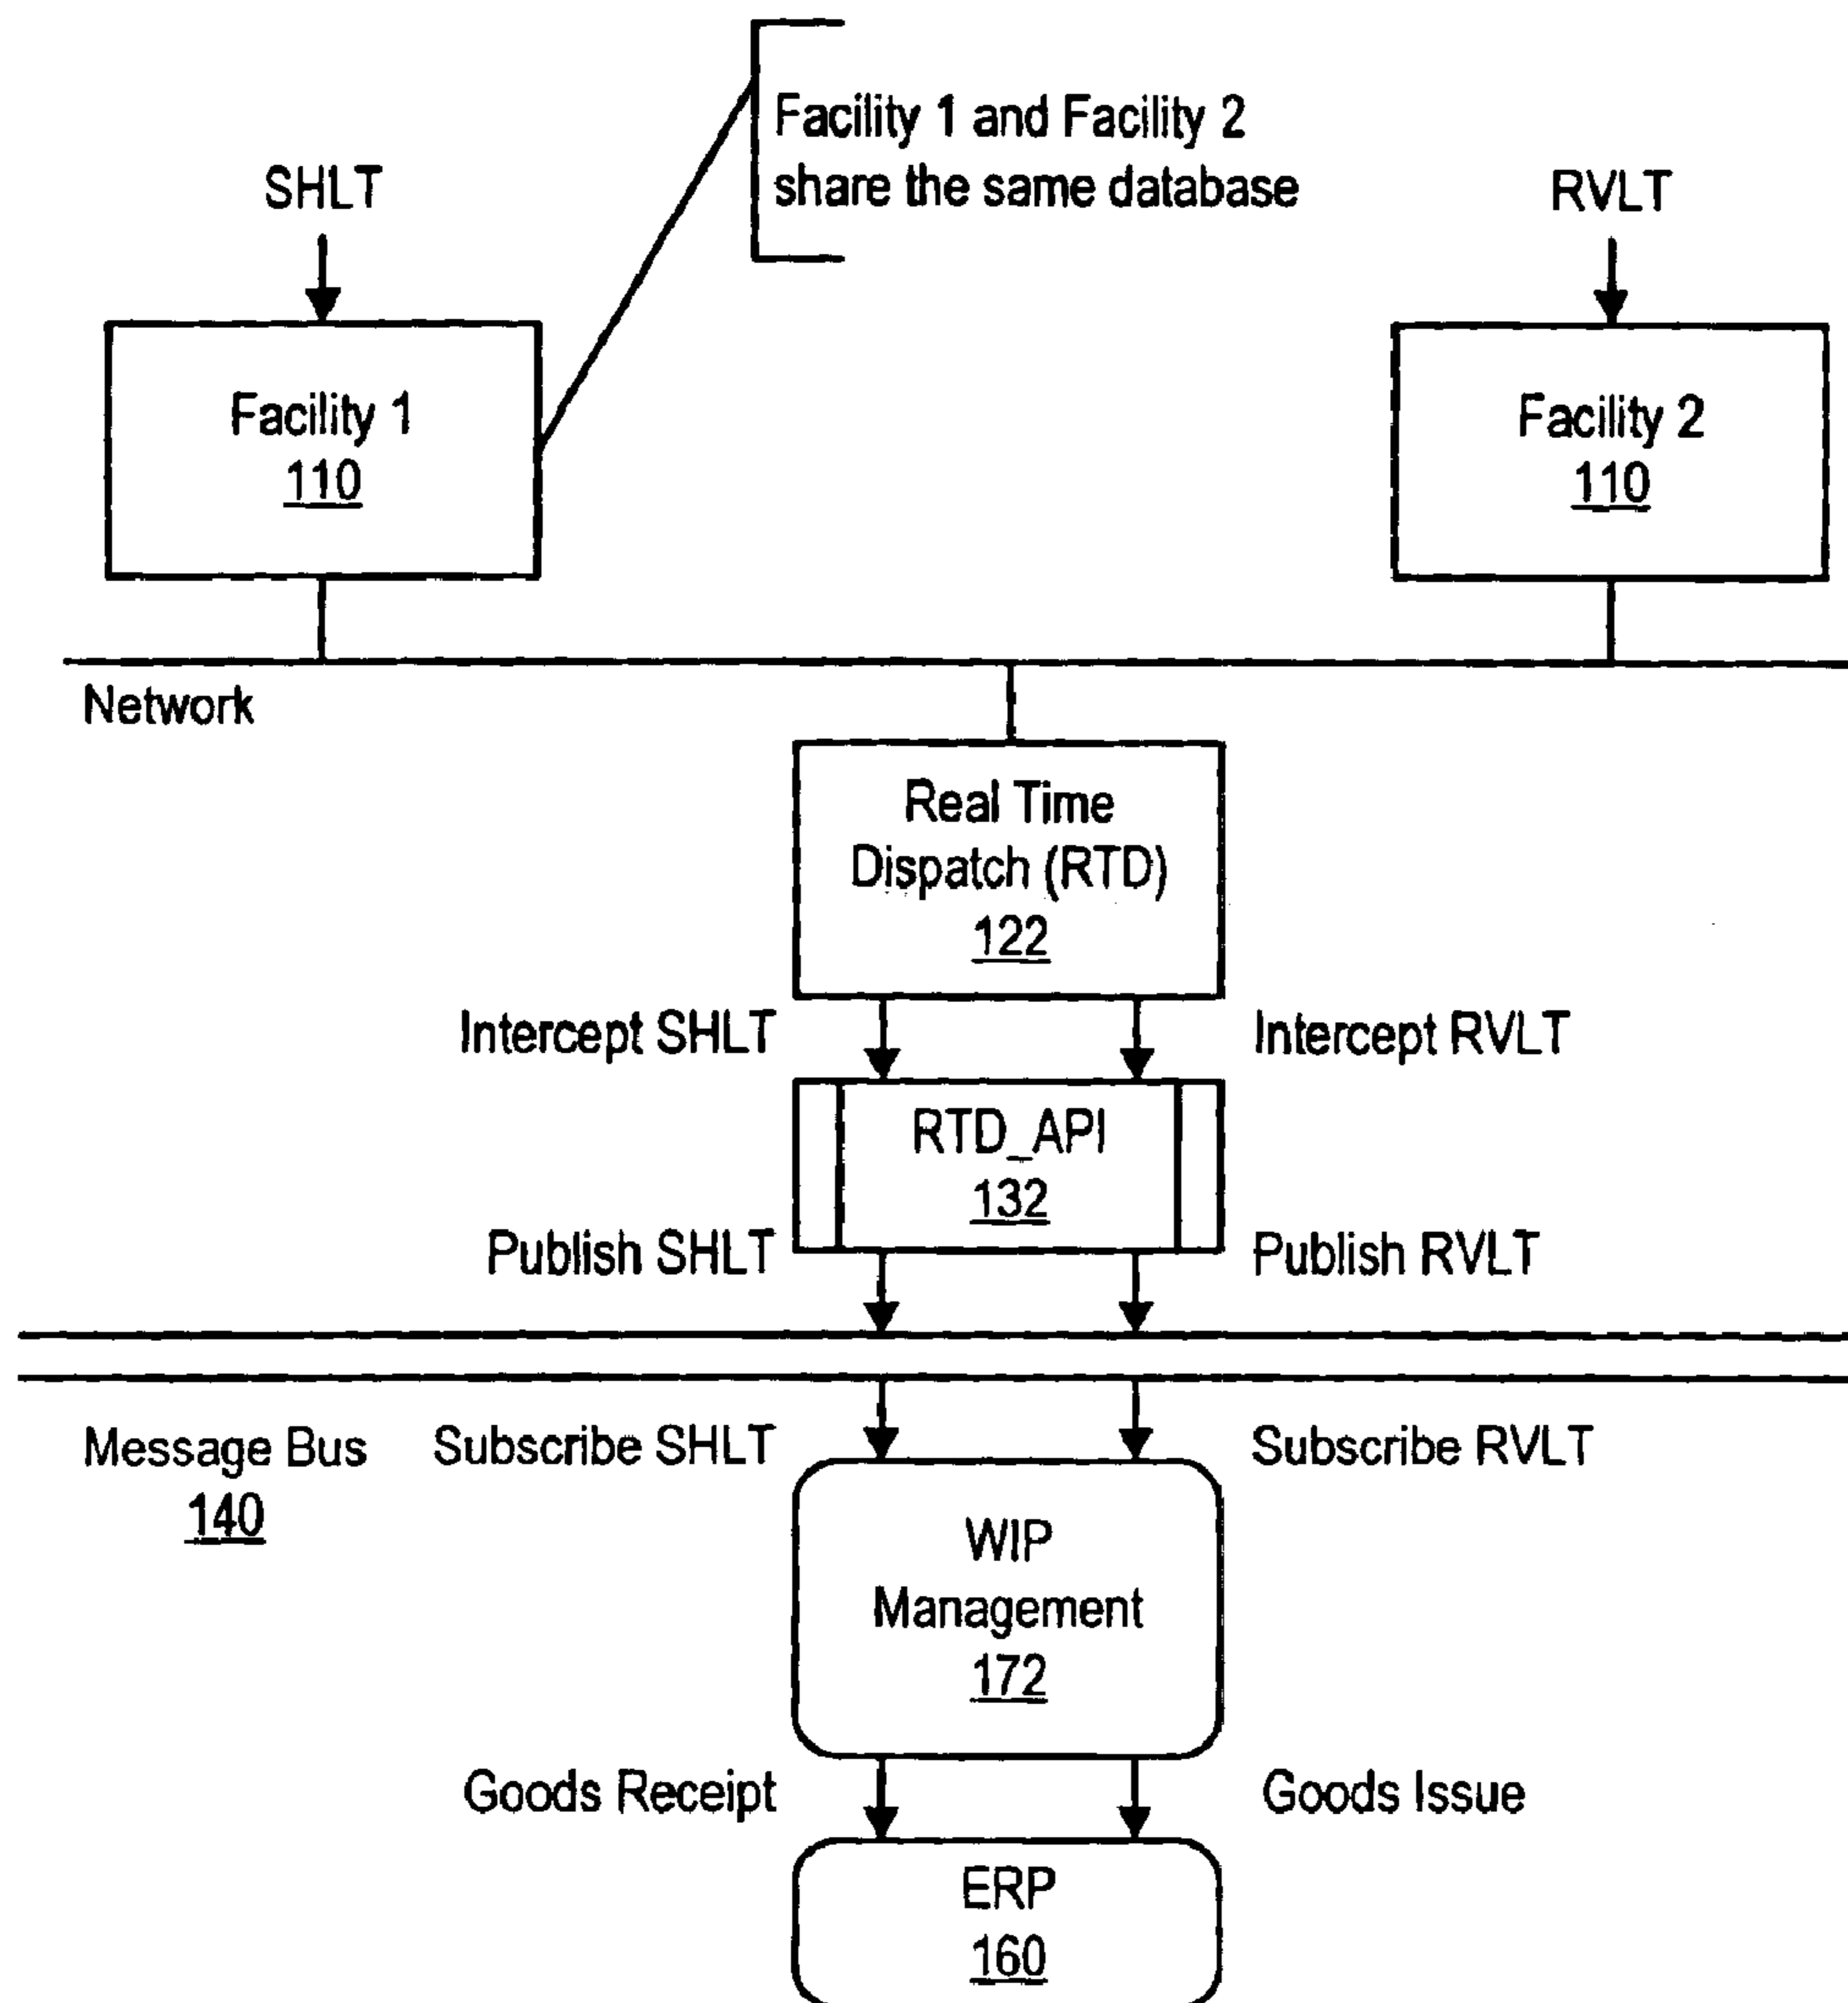 Facility 1 and Facility 2
share the same database
SHLT
RVLT
Facility 1
110
Facility 2
110
Network
Real Time
Dispatch (RTD)
122
Intercept SHLT
Intercept RVLT
RTD_API
132
Publish SHLT
Publish RVLT
Message Bus
140
Subscribe SHLT
Subscribe RVLT
WIP
Management
172
Goods Receipt
Goods Issue
ERP
160